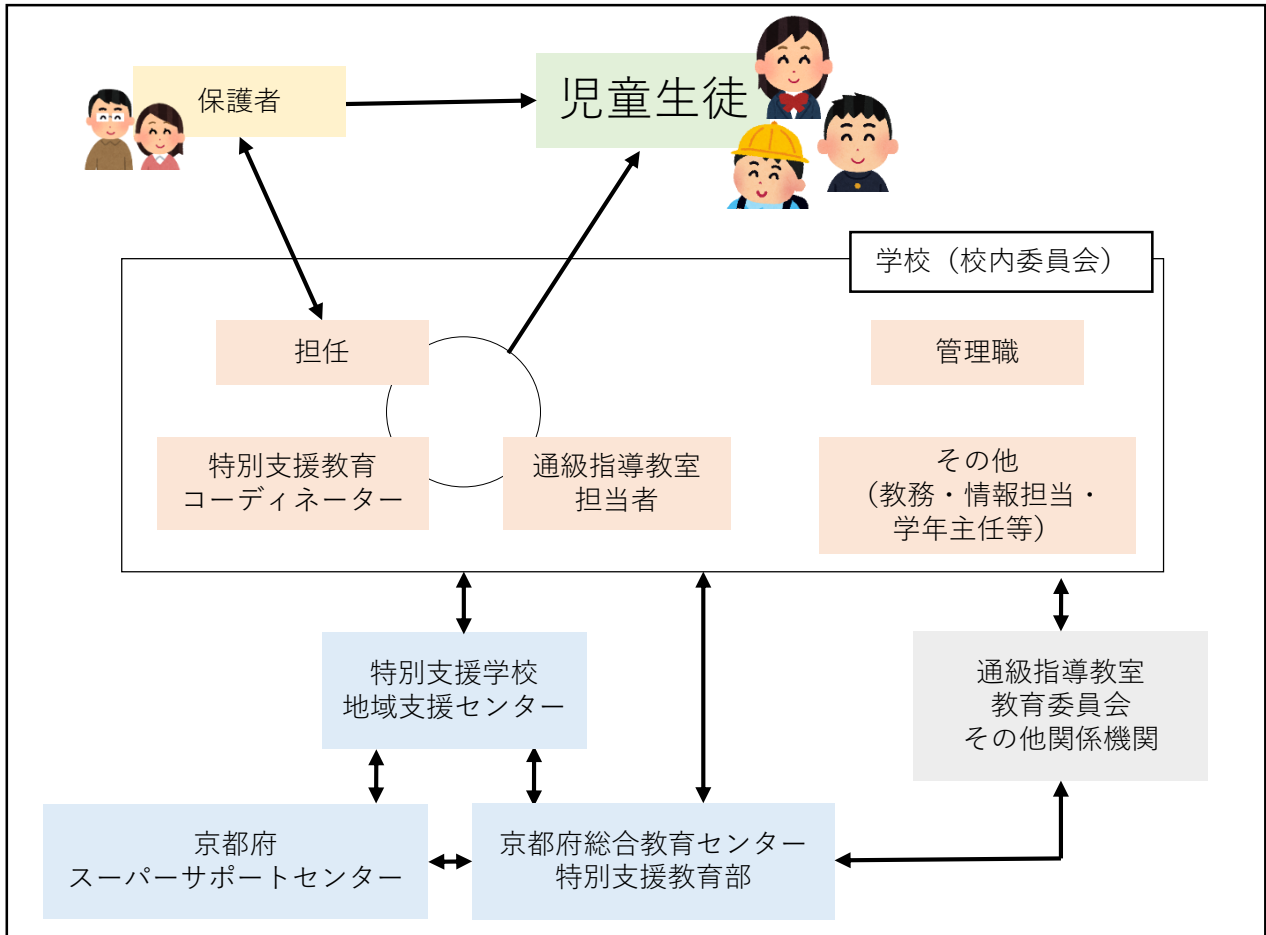 保護者
児童生徒
学校（校内委員会）
担任
管理職
特別支援教育
コーディネーター
通級指導教室
担当者
その他
（教務・情報担当・
学年主任等）
特別支援学校
地域支援センター
通級指導教室
教育委員会
その他関係機関
京都府
スーパーサポートセンター
京都府総合教育センター
特別支援教育部